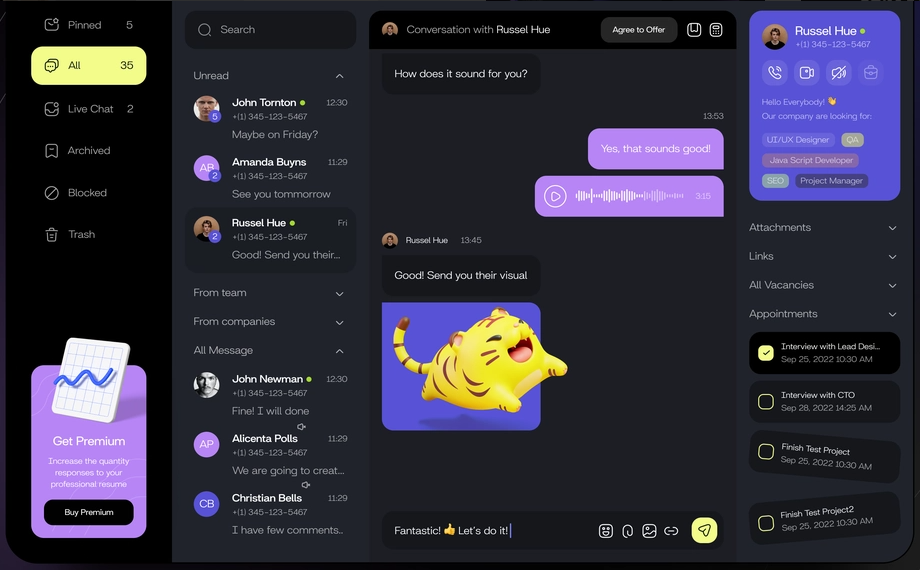 Pinned 5
All 35
Live Chat 2
Archived
Blocked
Trash
Get Premium
Increase the quantity
responses to your
professional resume
Buy Premium
Search
Unread
John Tornton 12:30
+(1) 345-123-5467
5
Maybe on Friday?
AB
Amanda Buyns 11:29
+(1) 345-123-5467
2
See you tommorrow
Russel Hue Fri
+(1) 345-123-5467
2
Good! Send you their...
From team
From companies
All Message
John Newman 12:30
+(1) 345-123-5467
Fine! I will done
AP
Alicenta Polls 11:29
+(1) 345-123-5467
We are going to creat...
CB
Christian Bells 11:29
+(1) 345-123-5467
I have few comments..
Conversation with Russel Hue
Agree to Offer
How does it sound for you?
13:53
Yes, that sounds good!
3:15
Russel Hue 13:45
Good! Send you their visual
Fantastic! 👍 Let's do it!
Russel Hue
+(1) 345-123-5467
Hello Everybody! 👋
Our company are looking for:
UI/UX Designer QA
Java Script Developer
SEO Project Manager
Attachments
Links
All Vacancies
Appointments
Interview with Lead Desi...
Sep 25, 2022 10:30 AM
Interview with CTO
Sep 28, 2022 14:25 AM
Finish Test Project
Sep 25, 2022 10:30 AM
Finish Test Project2
Sep 25, 2022 10:30 AM